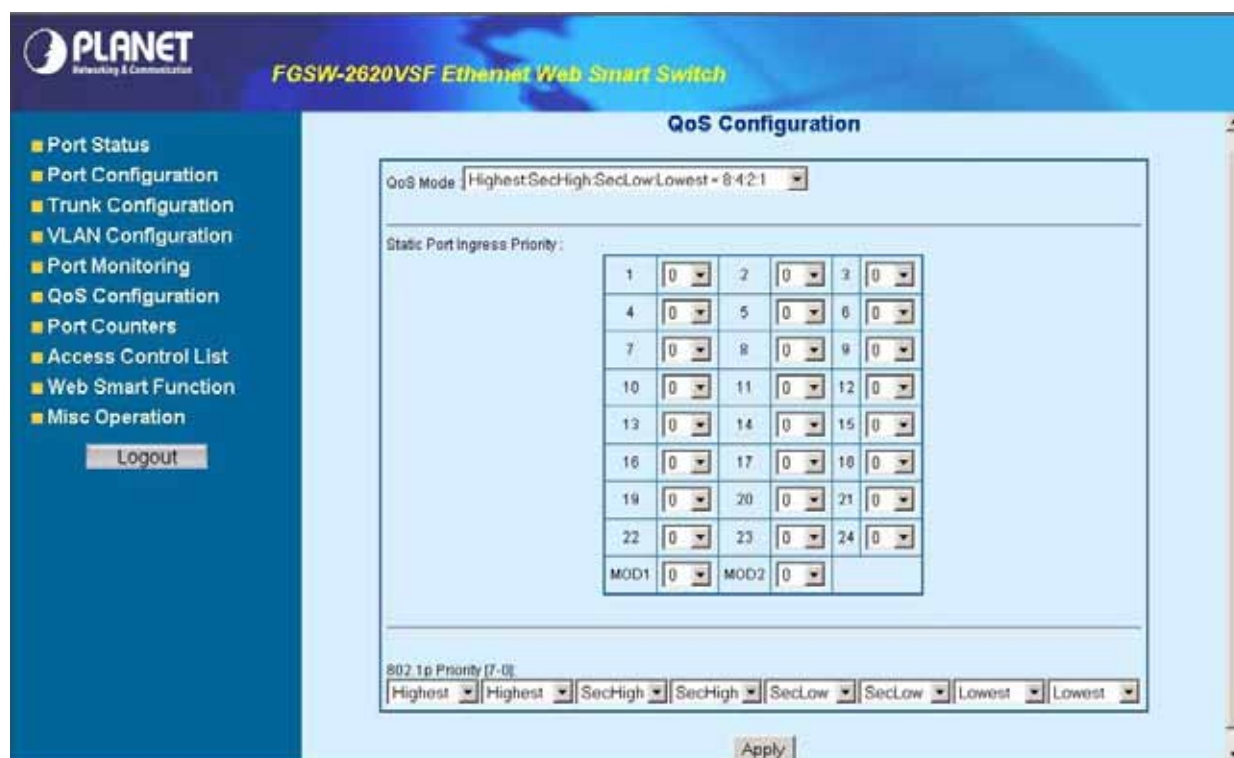 PLANET
Networking & Communication
FGSW-2620VSF Ethernet Web Smart Switch
Port Status
Port Configuration
Trunk Configuration
VLAN Configuration
Port Monitoring
QoS Configuration
Port Counters
Access Control List
Web Smart Function
Misc Operation
Logout
QoS Configuration
QoS Mode : Highest:SecHigh:SecLow:Lowest = 8:4:2:1
Static Port Ingress Priority :
1 0 2 0 3 0
4 0 5 0 6 0
7 0 8 0 9 0
10 0 11 0 12 0
13 0 14 0 15 0
16 0 17 0 18 0
19 0 20 0 21 0
22 0 23 0 24 0
MOD1 0 MOD2 0
802.1p Priority [7-0]:
Highest Highest SecHigh SecHigh SecLow SecLow Lowest Lowest
Apply